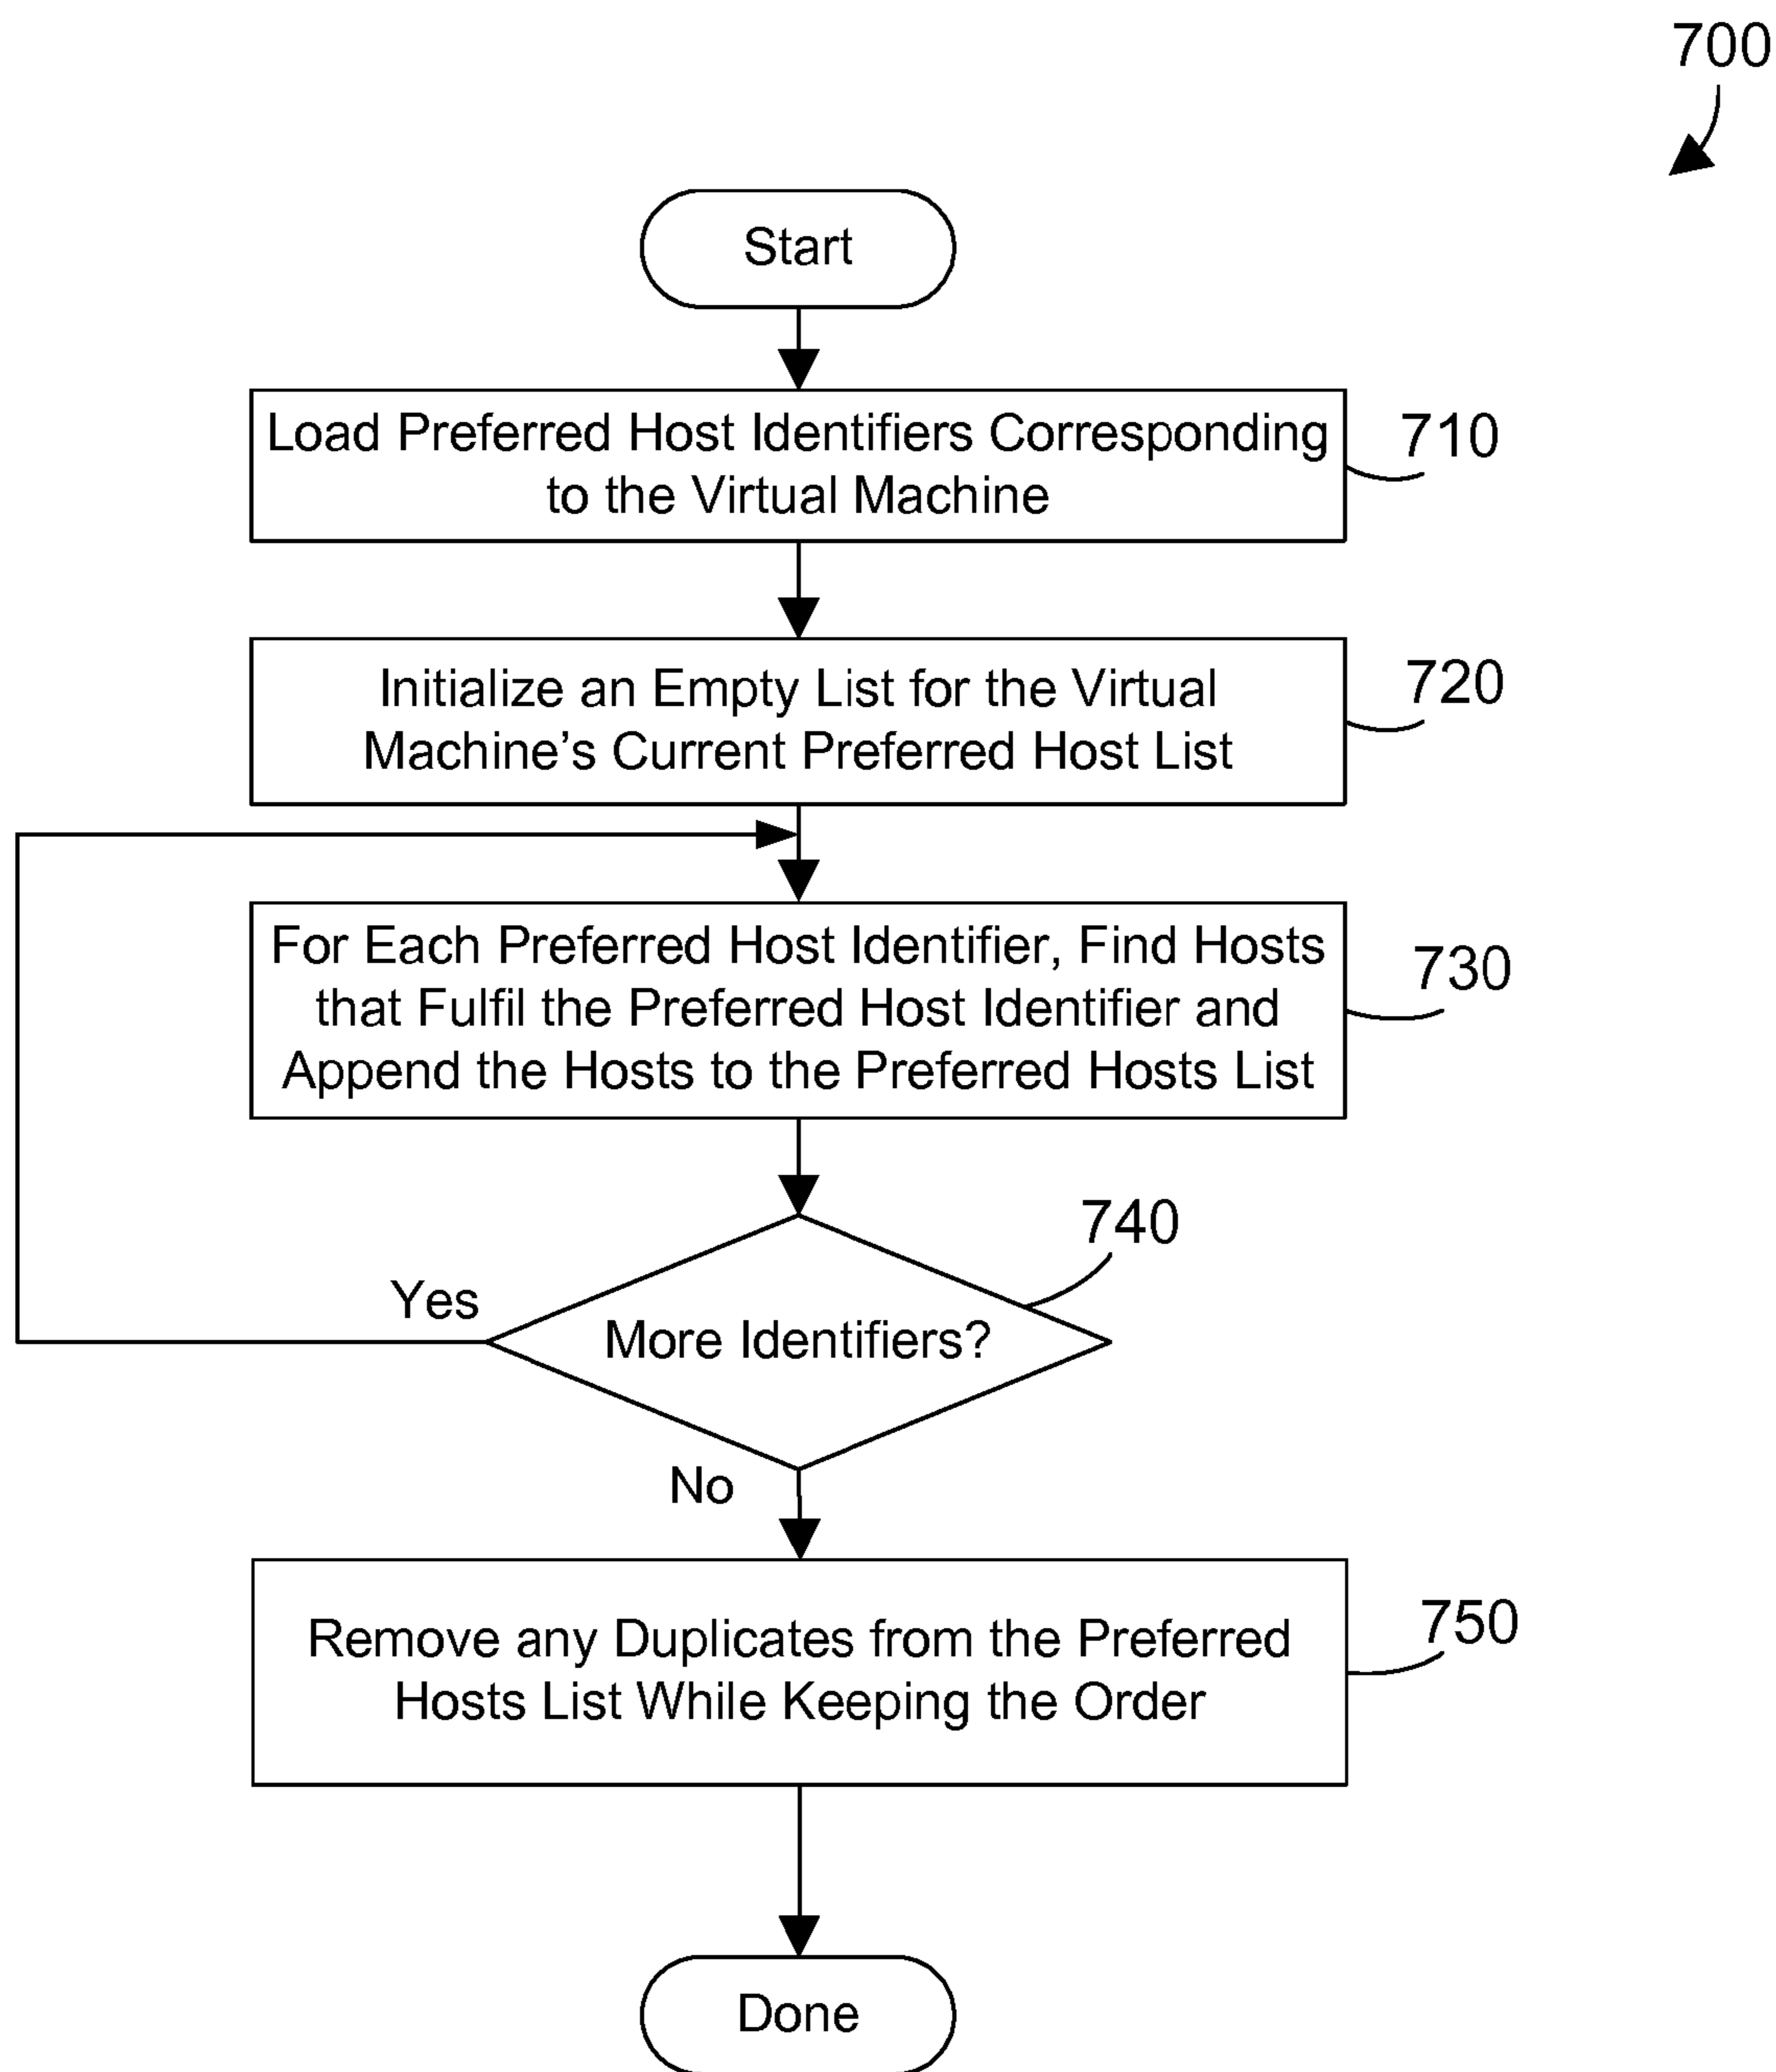 700
Start
Load Preferred Host Identifiers Corresponding
to the Virtual Machine
710
Initialize an Empty List for the Virtual
Machine’s Current Preferred Host List
720
For Each Preferred Host Identifier, Find Hosts
that Fulfil the Preferred Host Identifier and
Append the Hosts to the Preferred Hosts List
730
740
Yes
More Identifiers?
No
Remove any Duplicates from the Preferred
Hosts List While Keeping the Order
750
Done